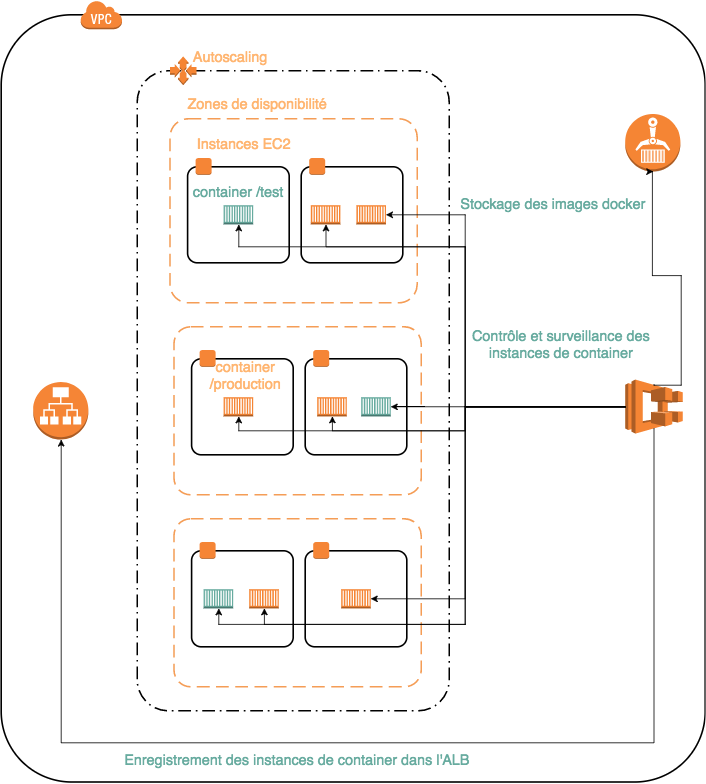 VPC
Autoscaling
Zones de disponibilité
Instances EC2
container /test
Stockage des images docker
Contrôle et surveillance des
instances de container
container
/production
Enregistrement des instances de container dans l'ALB